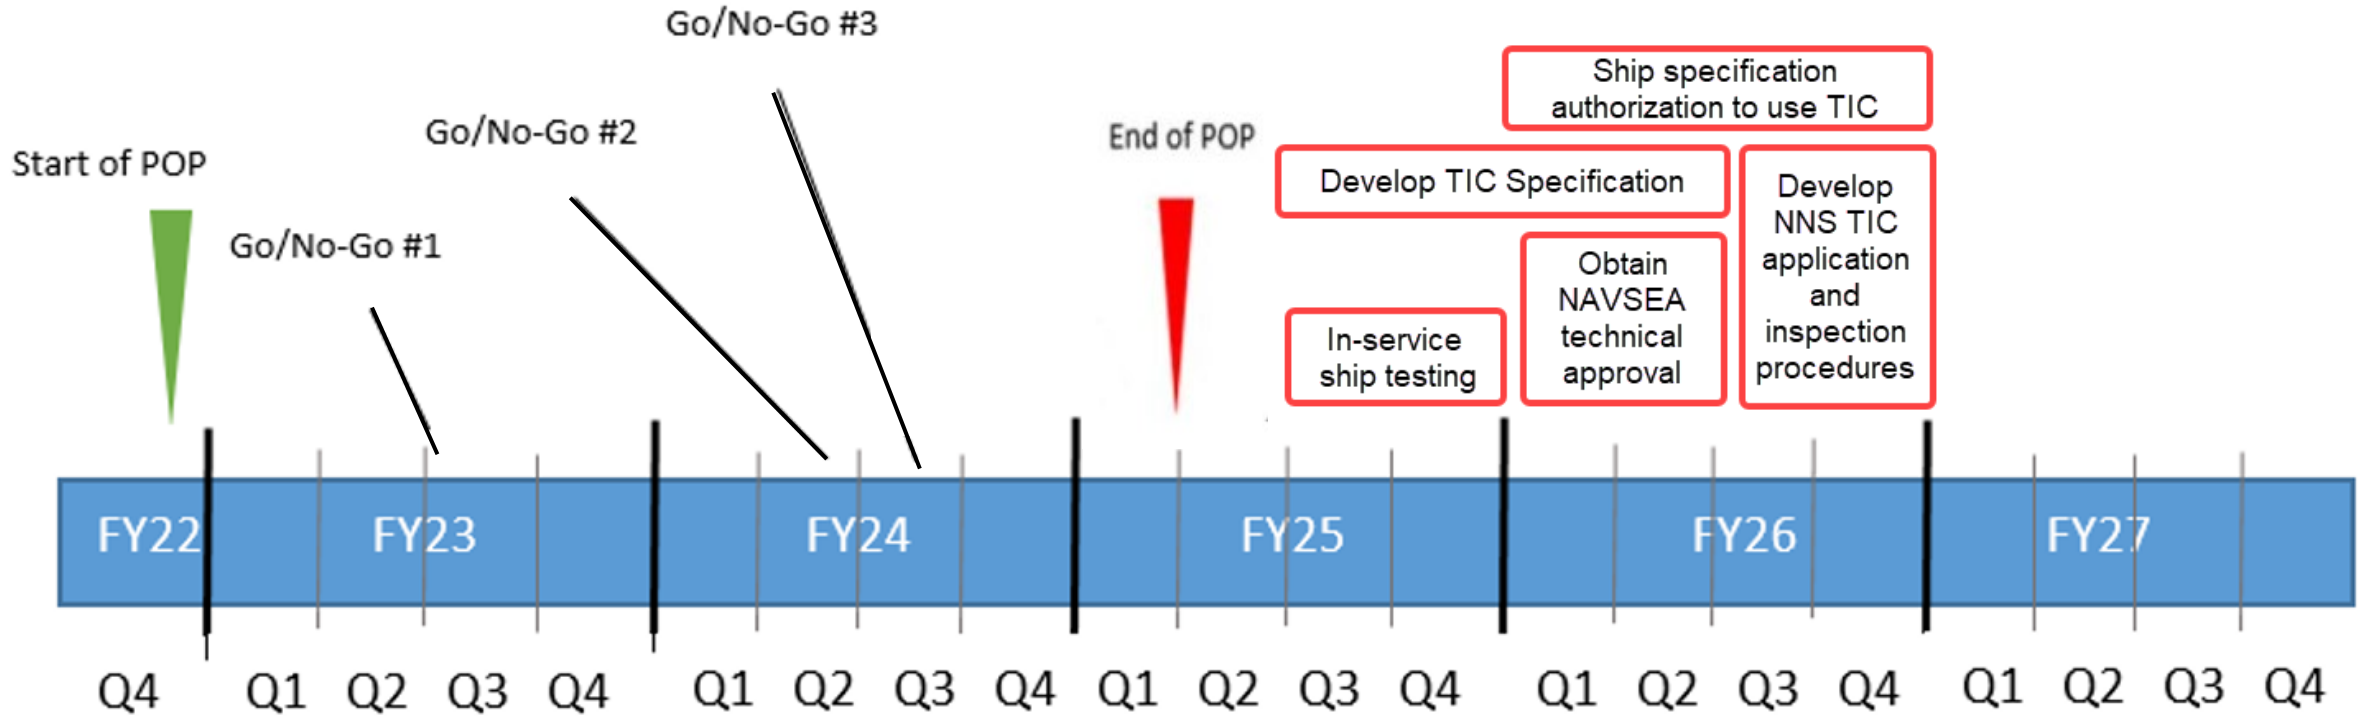 Go/No-Go #3
Ship specification
authorization to use TIC
Go/No-Go #2
End of POP
Start of POP
Develop TIC Specification
Develop
NNS TIC
application
and
inspection
procedures
Go/No-Go #1
Obtain
NAVSEA
technical
approval
In-service
ship testing
FY22 FY23 FY24 FY25 FY26 FY27
Q4 Q1 Q2 Q3 Q4 Q1 Q2 Q3 Q4 Q1 Q2 Q3 Q4 Q1 Q2 Q3 Q4 Q1 Q2 Q3 Q4